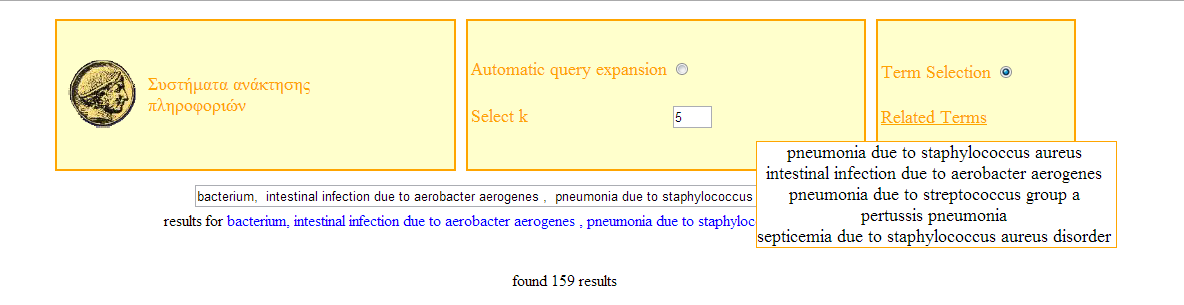 Συστήματα ανάκτησης
πληροφοριών
Automatic query expansion
Select k
5
Term Selection
Related Terms
pneumonia due to staphylococcus aureus
intestinal infection due to aerobacter aerogenes
pneumonia due to streptococcus group a
pertussis pneumonia
septicemia due to staphylococcus aureus disorder
bacterium, intestinal infection due to aerobacter aerogenes , pneumonia due to staphylococcus
results for bacterium, intestinal infection due to aerobacter aerogenes , pneumonia due to staphyloc
found 159 results